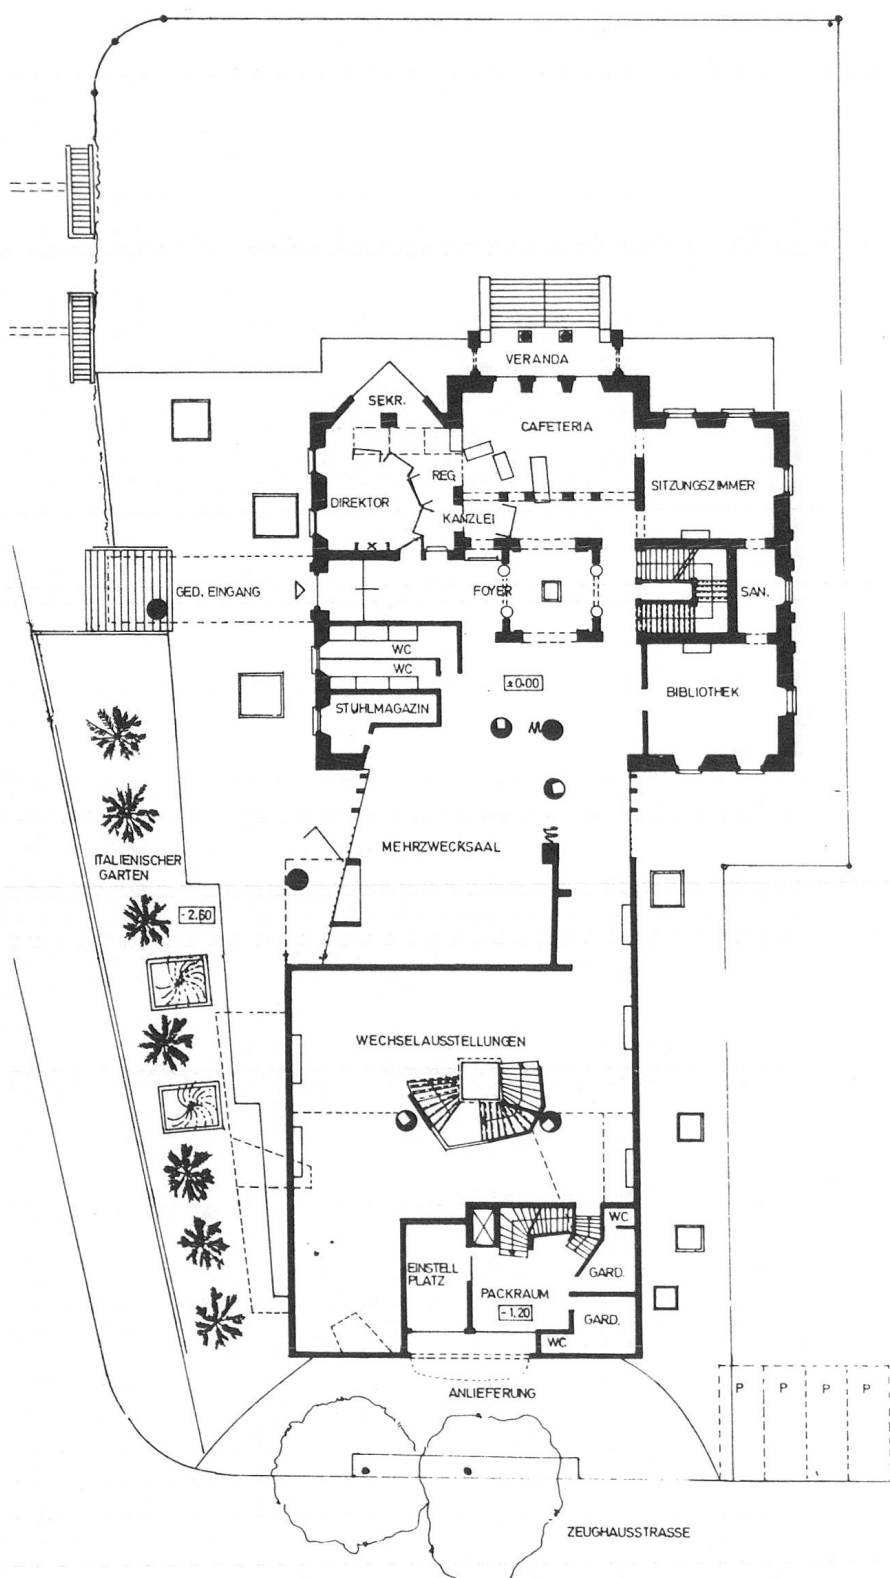 VERANDA
SEKR.
CAFETERIA
REG.
SITZUNGSZIMMER
DIREKTOR
KANZLEI
GED. EINGANG
FOYER
SAN.
WC
WC
±0.00
BIBLIOTHEK
STUHLMAGAZIN
MEHRZWECKSAAL
ITALIENISCHER
GARTEN
-2.60
WECHSELAUSSTELLUNGEN
WC
EINSTELL
PLATZ
GARD.
PACKRAUM
-1.20
GARD.
WC
ANLIEFERUNG
P P P P
ZEUGHAUSSTRASSE